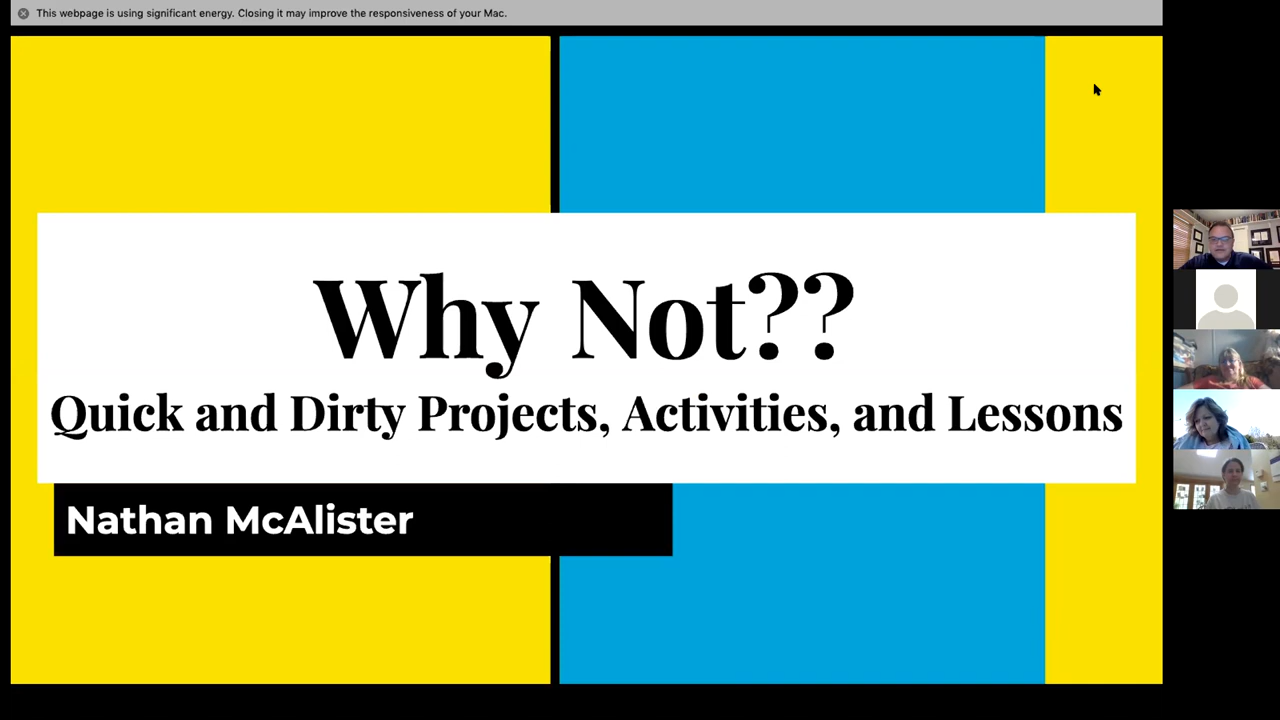 This webpage is using significant energy. Closing it may improve the responsiveness of your Mac.
Why Not??
Quick and Dirty Projects, Activities, and Lessons
Nathan McAlister